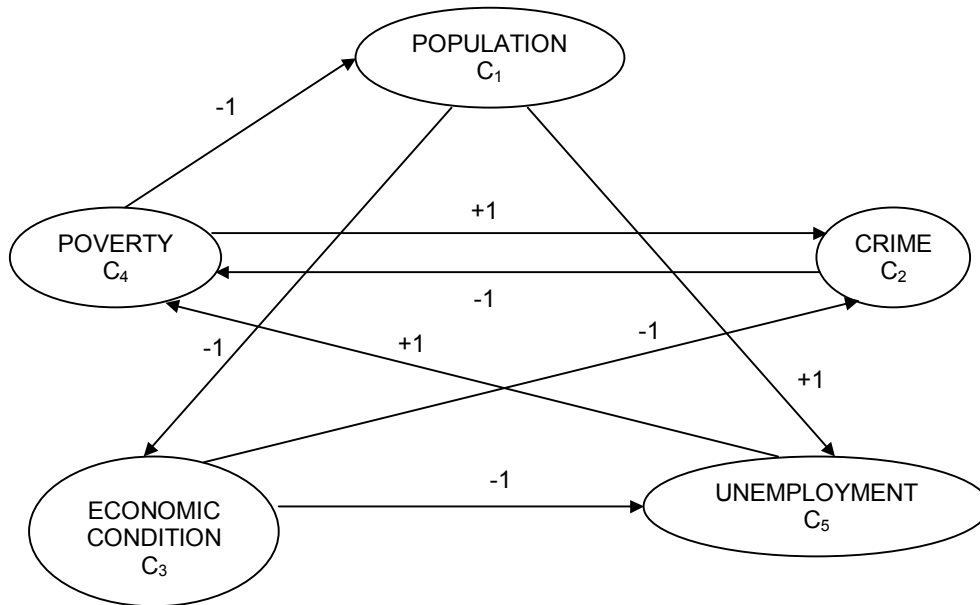 POPULATION
C₁
-1
+1
POVERTY
C₄
CRIME
C₂
-1
-1
+1
-1
+1
-1
ECONOMIC
CONDITION
C₃
UNEMPLOYMENT
C₅